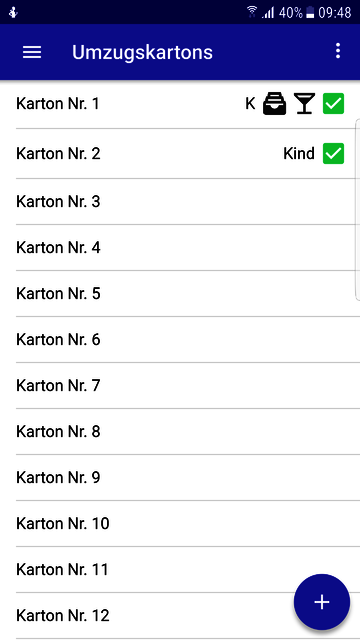 40% 09:48
Umzugskartons
Karton Nr. 1 K
Karton Nr. 2 Kind
Karton Nr. 3
Karton Nr. 4
Karton Nr. 5
Karton Nr. 6
Karton Nr. 7
Karton Nr. 8
Karton Nr. 9
Karton Nr. 10
Karton Nr. 11
Karton Nr. 12